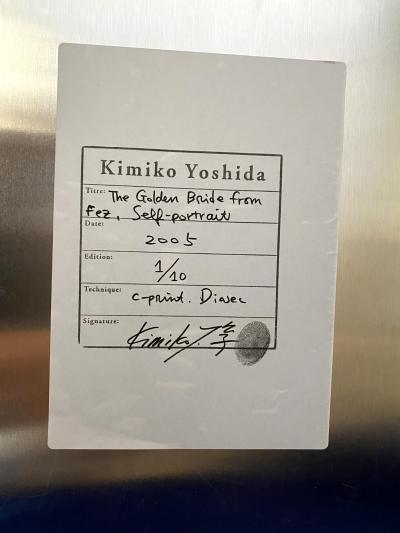 Kimiko Yoshida
Titre: The Golden Bride from
Fez, Self-portrait
Date:
2005
Edition:
1/10
Technique:
c-print. Diasec
Signature:
Kimiko Y.